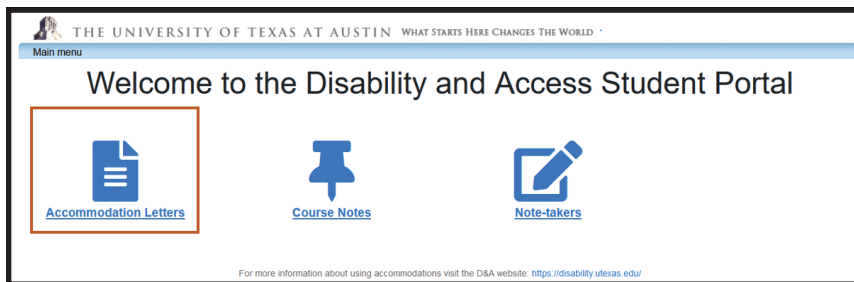 THE UNIVERSITY OF TEXAS AT AUSTIN WHAT STARTS HERE CHANGES THE WORLD
Main menu
Welcome to the Disability and Access Student Portal
Accommodation Letters Course Notes Note-takers
For more information about using accommodations visit the D&A website: https://disability.utexas.edu/